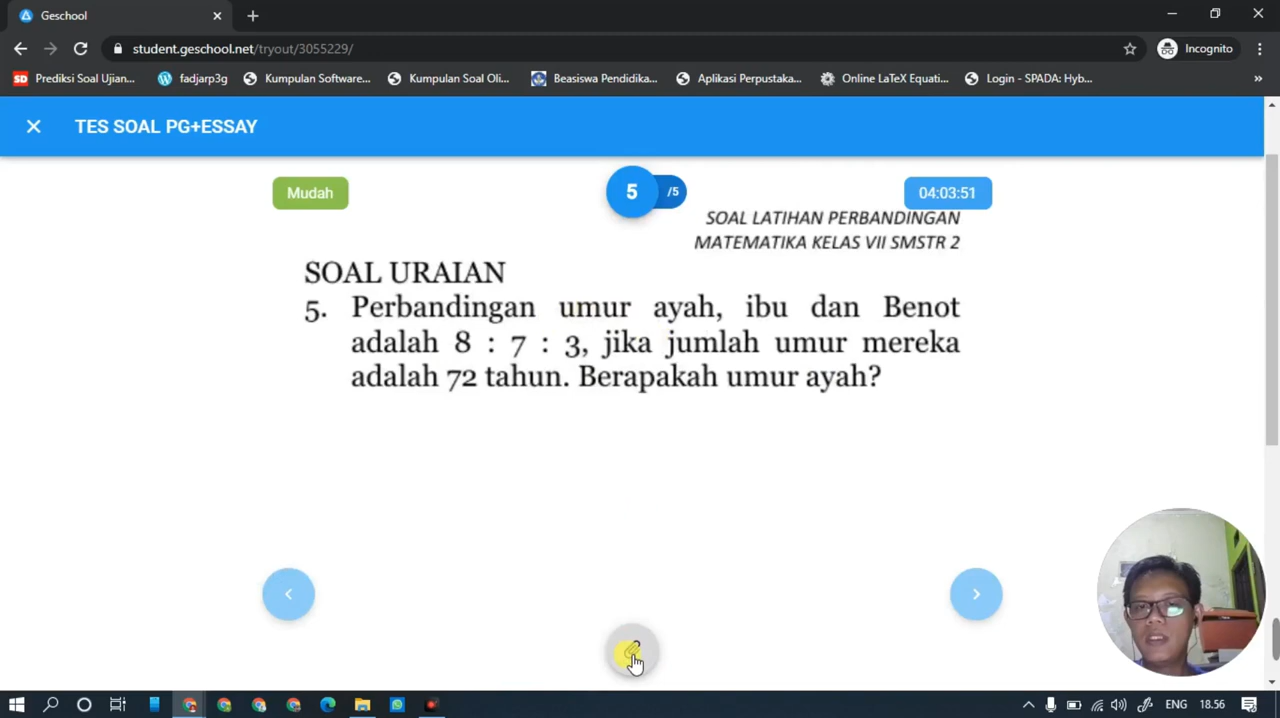 Geschool
student.geschool.net/tryout/3055229/
Incognito
SD Prediksi Soal Ujian...
fadjarp3g
Kumpulan Software...
Kumpulan Soal Oli...
Beasiswa Pendidika...
Aplikasi Perpustaka...
Online LaTeX Equati...
Login - SPADA: Hyb...
TES SOAL PG+ESSAY
Mudah
5 /5
04:03:51
SOAL LATIHAN PERBANDINGAN
MATEMATIKA KELAS VII SMSTR 2
SOAL URAIAN
5. Perbandingan umur ayah, ibu dan Benot
adalah 8 : 7 : 3, jika jumlah umur mereka
adalah 72 tahun. Berapakah umur ayah?
ENG 18.56